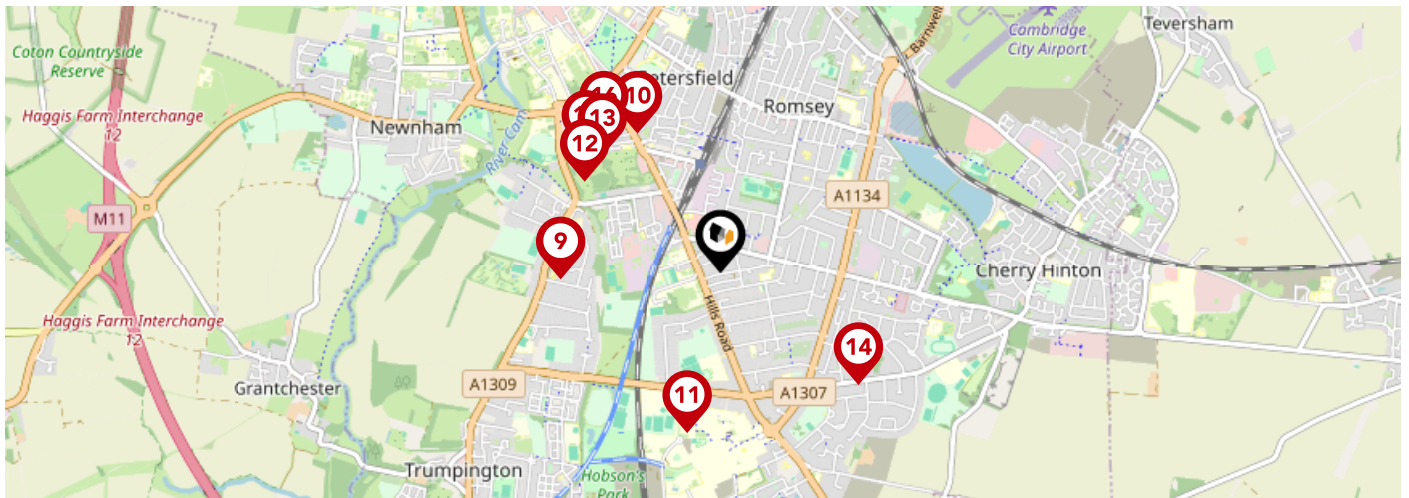 Coton Countryside
Reserve
Haggis Farm Interchange
12
Newnham
River Cam
Romsey
Barnwell
Cambridge
City Airport
Teversham
10
13
12
M11
A1134
9
Cherry Hinton
Haggis Farm Interchange
12
Hills Road
14
Grantchester
A1309
11
A1307
Trumpington
Hobson's
Park